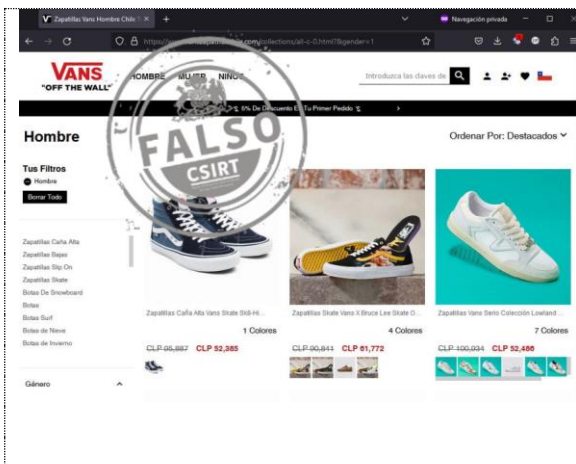 Zapatillas Vans Hombre Chile
Navegación privada
collections/all-c-0.html?&gender=1
VANS
"OFF THE WALL"
HOMBRE MUJER NIÑOS
Introduzca las claves de
5% De Descuento En Tu Primer Pedido
Hombre
Ordenar Por: Destacados
FALSO
CSIRT
Tus Filtros
Hombre
Borrar Todo
Zapatillas Caña Alta
Zapatillas Bajas
Zapatillas Slip On
Zapatillas Skate
Botas De Snowboard
Botas
Botas Surf
Botas de Nieve
Botas de Invierno
Género
Zapatillas Caña Alta Vans Skate Sk8-Hi...
1 Colores
CLP 95,887 CLP 52,385
Zapatillas Skate Vans X Bruce Lee Skate O...
4 Colores
CLP 90,841 CLP 61,772
Zapatillas Vans Serio Colección Lowland ...
7 Colores
CLP 100,934 CLP 52,486